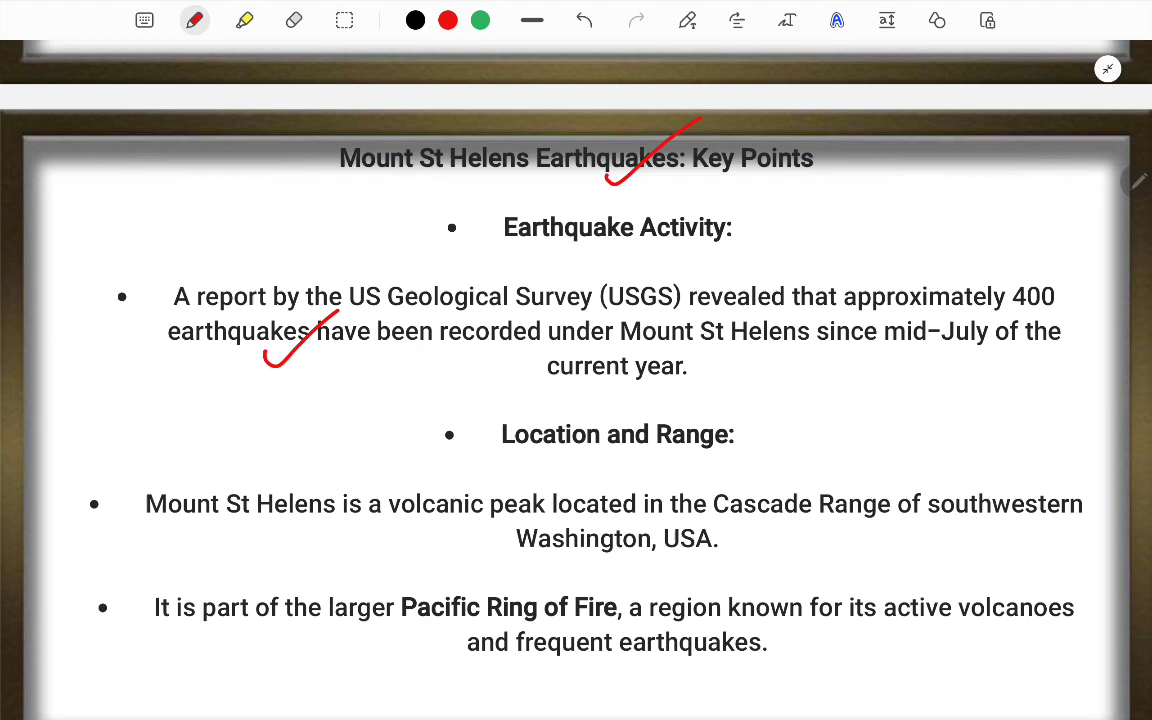 Mount St Helens Earthquakes: Key Points
• Earthquake Activity:
• A report by the US Geological Survey (USGS) revealed that approximately 400
earthquakes have been recorded under Mount St Helens since mid-July of the
current year.
• Location and Range:
• Mount St Helens is a volcanic peak located in the Cascade Range of southwestern
Washington, USA.
• It is part of the larger Pacific Ring of Fire, a region known for its active volcanoes
and frequent earthquakes.